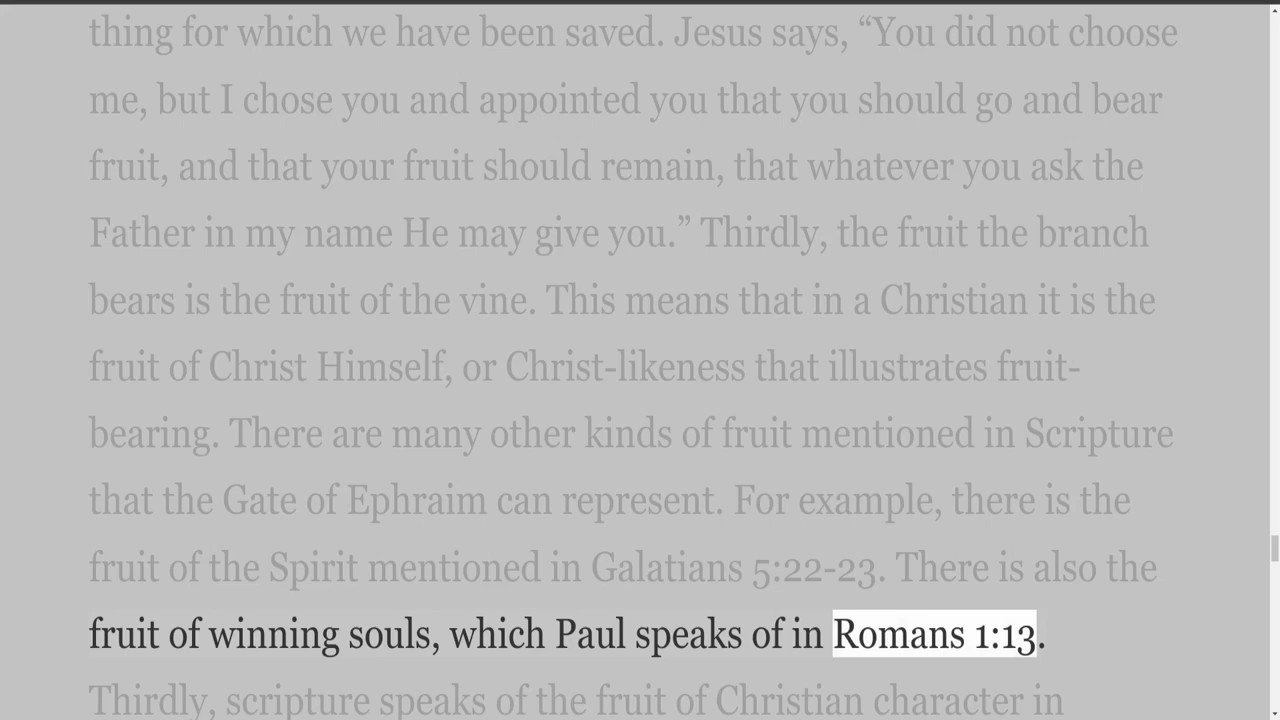 thing for which we have been saved. Jesus says, “You did not choose
me, but I chose you and appointed you that you should go and bear
fruit, and that your fruit should remain, that whatever you ask the
Father in my name He may give you.” Thirdly, the fruit the branch
bears is the fruit of the vine. This means that in a Christian it is the
fruit of Christ Himself, or Christ-likeness that illustrates fruit-
bearing. There are many other kinds of fruit mentioned in Scripture
that the Gate of Ephraim can represent. For example, there is the
fruit of the Spirit mentioned in Galatians 5:22-23. There is also the
fruit of winning souls, which Paul speaks of in Romans 1:13.
Thirdly, scripture speaks of the fruit of Christian character in